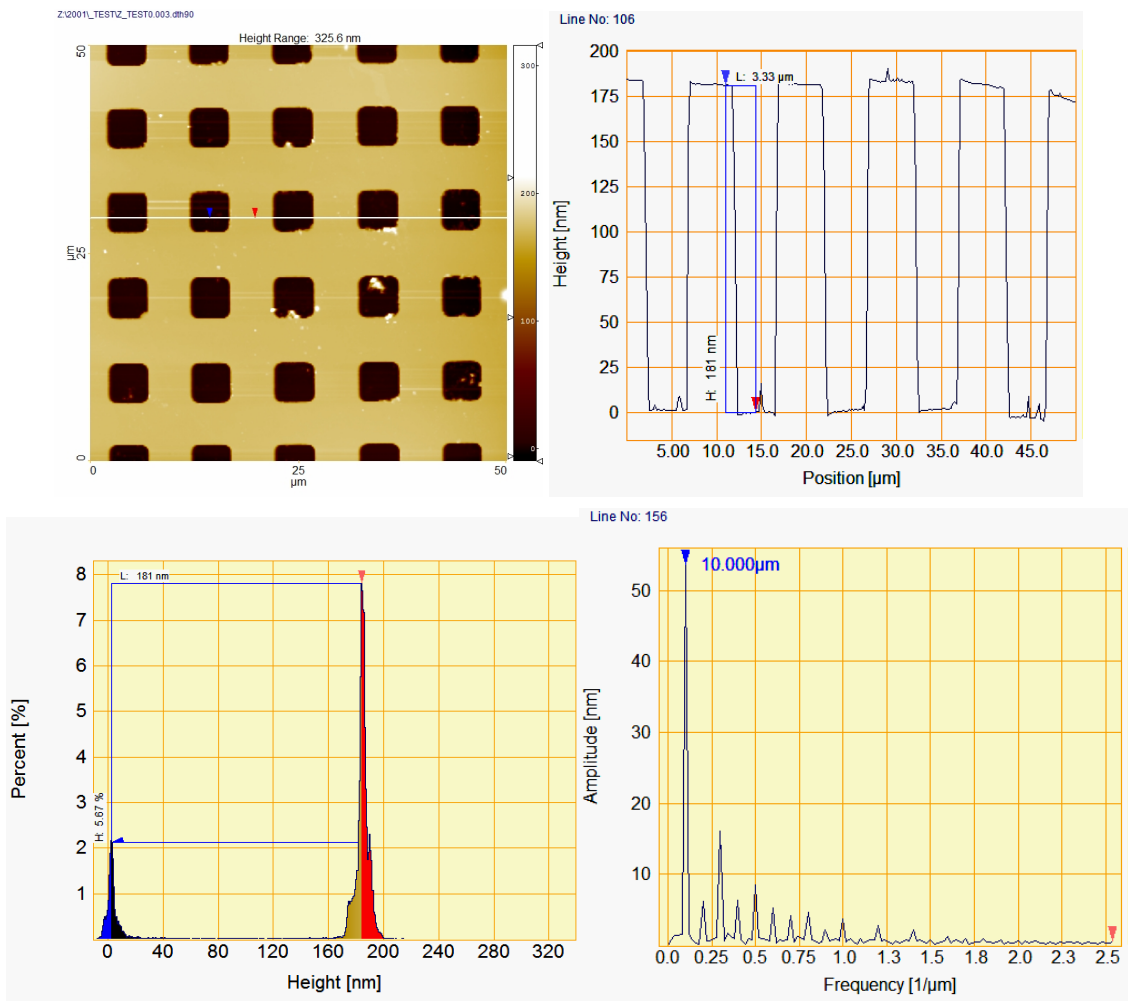 Z:\2001\_TEST\Z_TEST0.003.dth90
Height Range: 325.6 nm
50
25
µm
0
0
25
50
µm
300
200
100
0
Line No: 106
Height [nm]
200
175
150
125
100
75
50
25
0
L: 3.33 µm
H: 181 nm
5.00 10.0 15.0 20.0 25.0 30.0 35.0 40.0 45.0
Position [µm]
Percent [%]
8
7
6
5
4
3
2
1
L: 181 nm
H: 5.67 %
0 40 80 120 160 200 240 280 320
Height [nm]
Line No: 156
10.000µm
Amplitude [nm]
50
40
30
20
10
0.0 0.25 0.5 0.75 1.0 1.3 1.5 1.8 2.0 2.3 2.5
Frequency [1/µm]